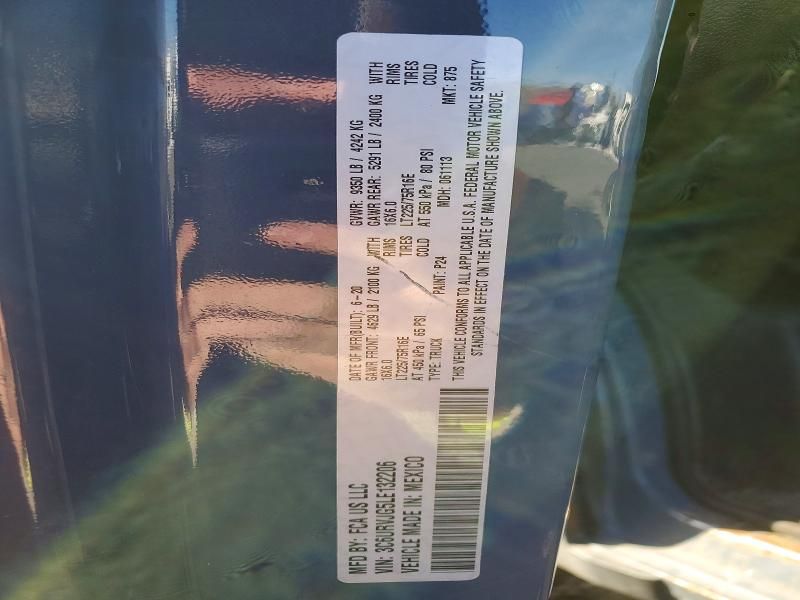 MFD BY: FCA US LLC
VIN: 3C6URVJG5LE132206
VEHICLE MADE IN: MEXICO
DATE OF MFR(BUILT): 6-20 GVWR: 9350 LB / 4242 KG
GAWR FRONT: 4629 LB / 2100 KG WITH GAWR REAR: 5291 LB / 2400 KG WITH
16X6.0 RIMS 16X6.0 RIMS
LT225/75R16E TIRES LT225/75R16E TIRES
AT 450 kPa / 65 PSI COLD AT 550 kPa / 80 PSI COLD
TYPE: TRUCK PAINT: P24 MDH: 061113 MKT: 875
THIS VEHICLE CONFORMS TO ALL APPLICABLE U.S.A. FEDERAL MOTOR VEHICLE SAFETY
STANDARDS IN EFFECT ON THE DATE OF MANUFACTURE SHOWN ABOVE.